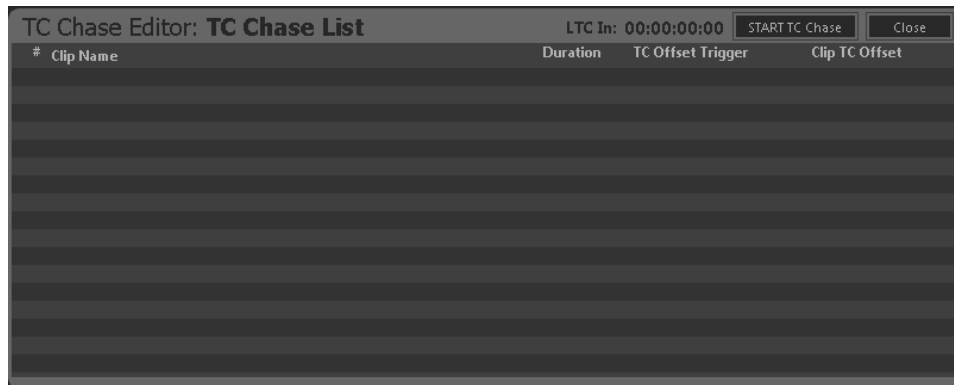 TC Chase Editor: TC Chase List LTC In: 00:00:00:00 START TC Chase Close
# Clip Name Duration TC Offset Trigger Clip TC Offset